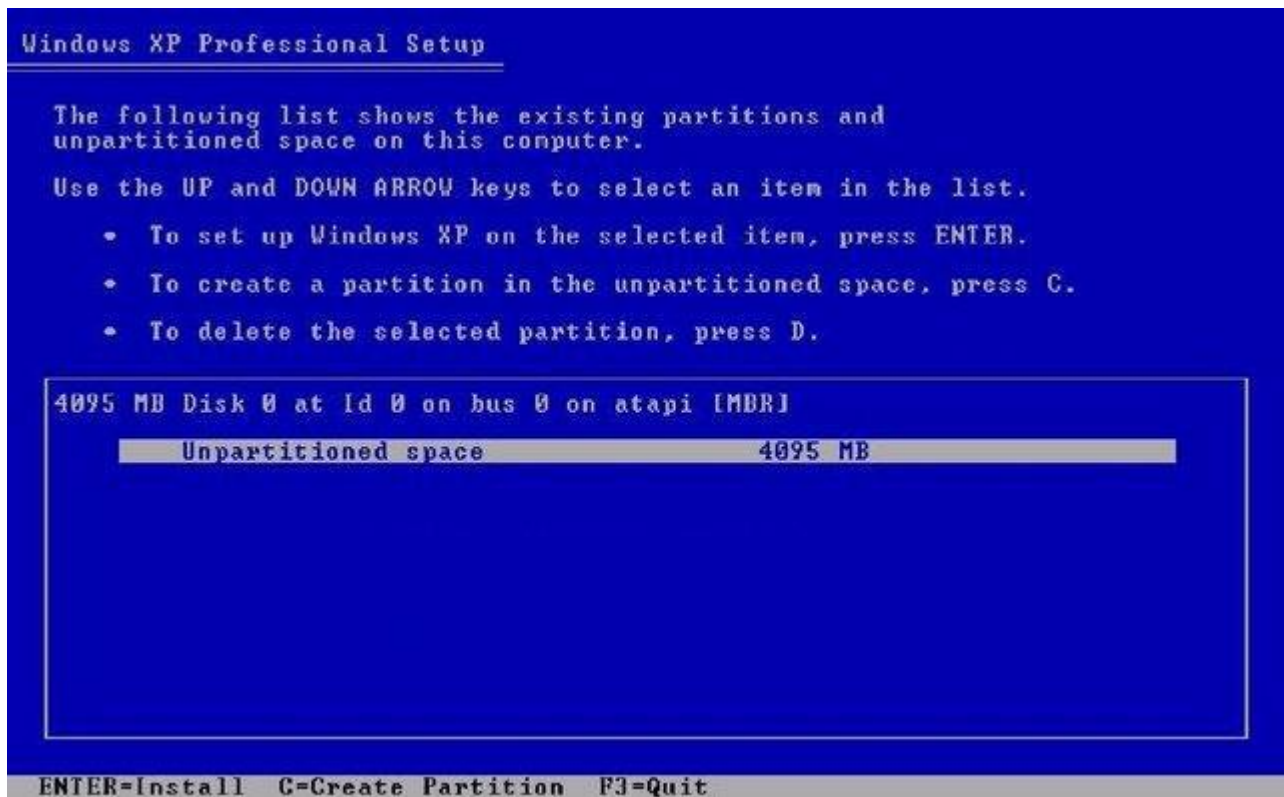 Windows XP Professional Setup
The following list shows the existing partitions and
unpartitioned space on this computer.
Use the UP and DOWN ARROW keys to select an item in the list.
• To set up Windows XP on the selected item, press ENTER.
• To create a partition in the unpartitioned space, press C.
• To delete the selected partition, press D.
4095 MB Disk 0 at Id 0 on bus 0 on atapi [MBR]
Unpartitioned space 4095 MB
ENTER=Install C=Create Partition F3=Quit